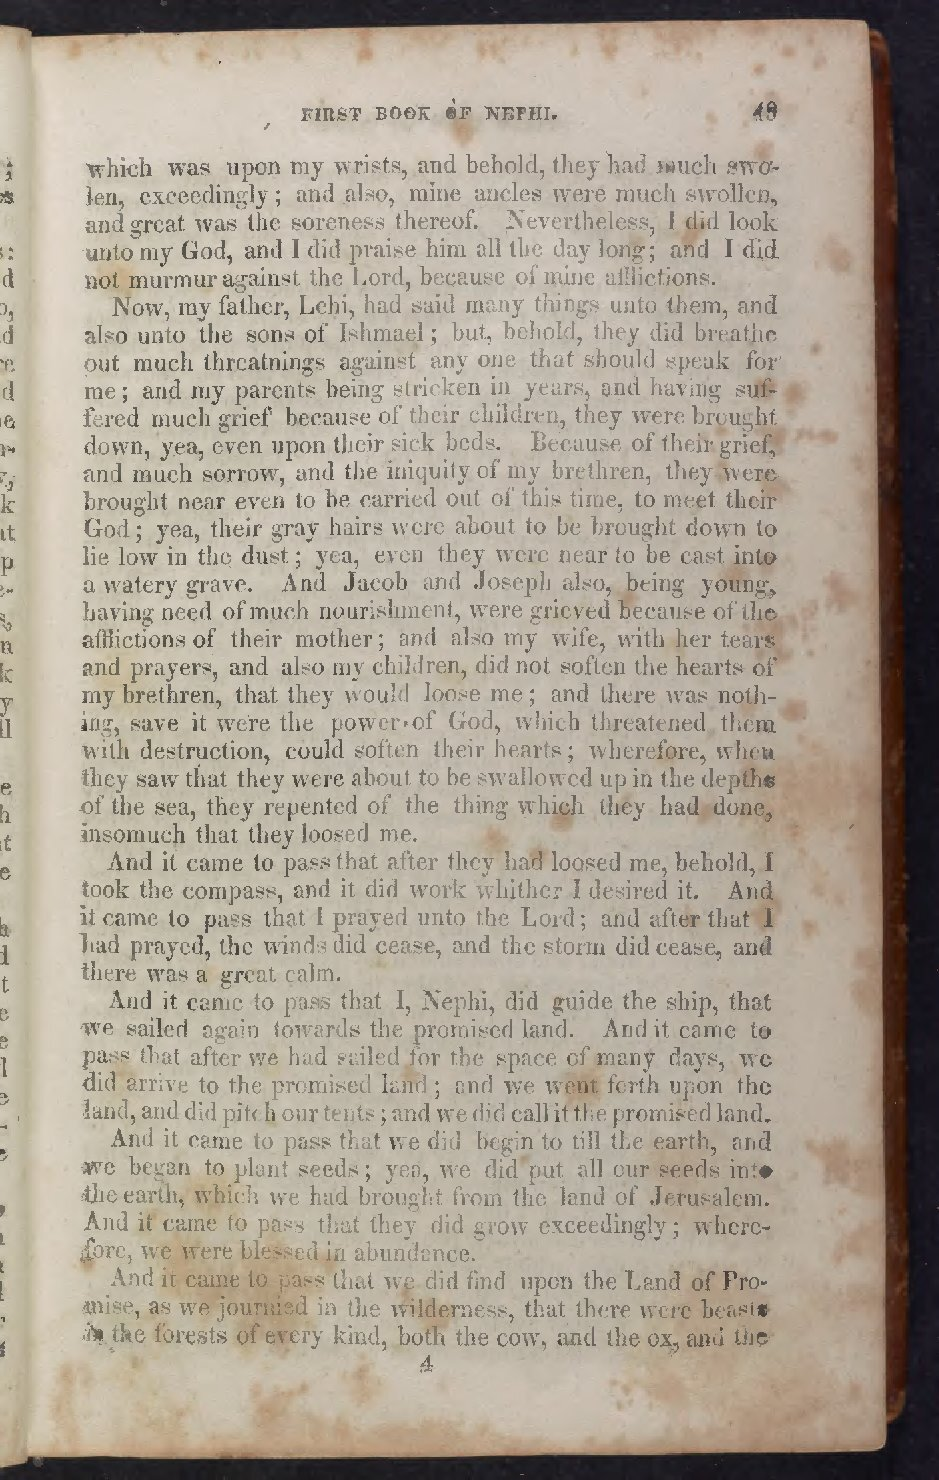 FIRST BOOK OF NEPHI. 49
which was upon my wrists, and behold, they had much swo-
len, exceedingly; and also, mine ancles were much swollen,
and great was the soreness thereof. Nevertheless, I did look
unto my God, and I did praise him all the day long; and I did
not murmur against the Lord, because of mine afflictions.
Now, my father, Lehi, had said many things unto them, and
also unto the sons of Ishmael; but, behold, they did breathe
out much threatnings against any one that should speak for
me; and my parents being stricken in years, and having suf-
fered much grief because of their children, they were brought
down, yea, even upon their sick beds. Because of their grief,
and much sorrow, and the iniquity of my brethren, they were
brought near even to be carried out of this time, to meet their
God; yea, their gray hairs were about to be brought down to
lie low in the dust; yea, even they were near to be cast into
a watery grave. And Jacob and Joseph also, being young,
having need of much nourishment, were grieved because of the
afflictions of their mother; and also my wife, with her tears
and prayers, and also my children, did not soften the hearts of
my brethren, that they would loose me; and there was noth-
ing, save it were the power of God, which threatened them
with destruction, could soften their hearts; wherefore, when
they saw that they were about to be swallowed up in the depths
of the sea, they repented of the thing which they had done,
insomuch that they loosed me.
And it came to pass that after they had loosed me, behold, I
took the compass, and it did work whither I desired it. And
it came to pass that I prayed unto the Lord; and after that I
had prayed, the winds did cease, and the storm did cease, and
there was a great calm.
And it came to pass that I, Nephi, did guide the ship, that
we sailed again towards the promised land. And it came to
pass that after we had sailed for the space of many days, we
did arrive to the promised land; and we went forth upon the
land, and did pitch our tents; and we did call it the promised land.
And it came to pass that we did begin to till the earth, and
we began to plant seeds; yea, we did put all our seeds into
the earth, which we had brought from the land of Jerusalem.
And it came to pass that they did grow exceedingly; where-
fore, we were blessed in abundance.
And it came to pass that we did find upon the Land of Pro-
mise, as we journied in the wilderness, that there were beasts
in the forests of every kind, both the cow, and the ox, and the
4